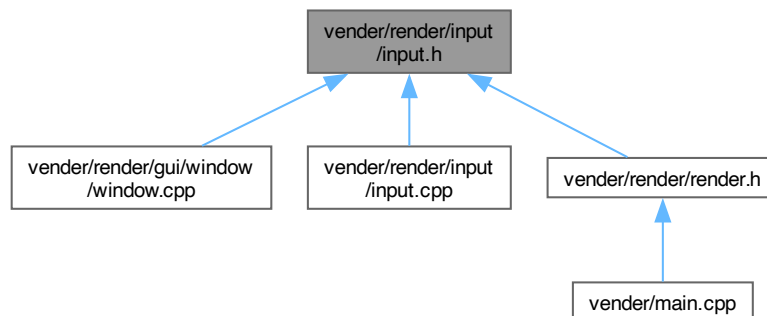 vender/render/input
/input.h
vender/render/gui/window
/window.cpp
vender/render/input
/input.cpp
vender/render/render.h
vender/main.cpp